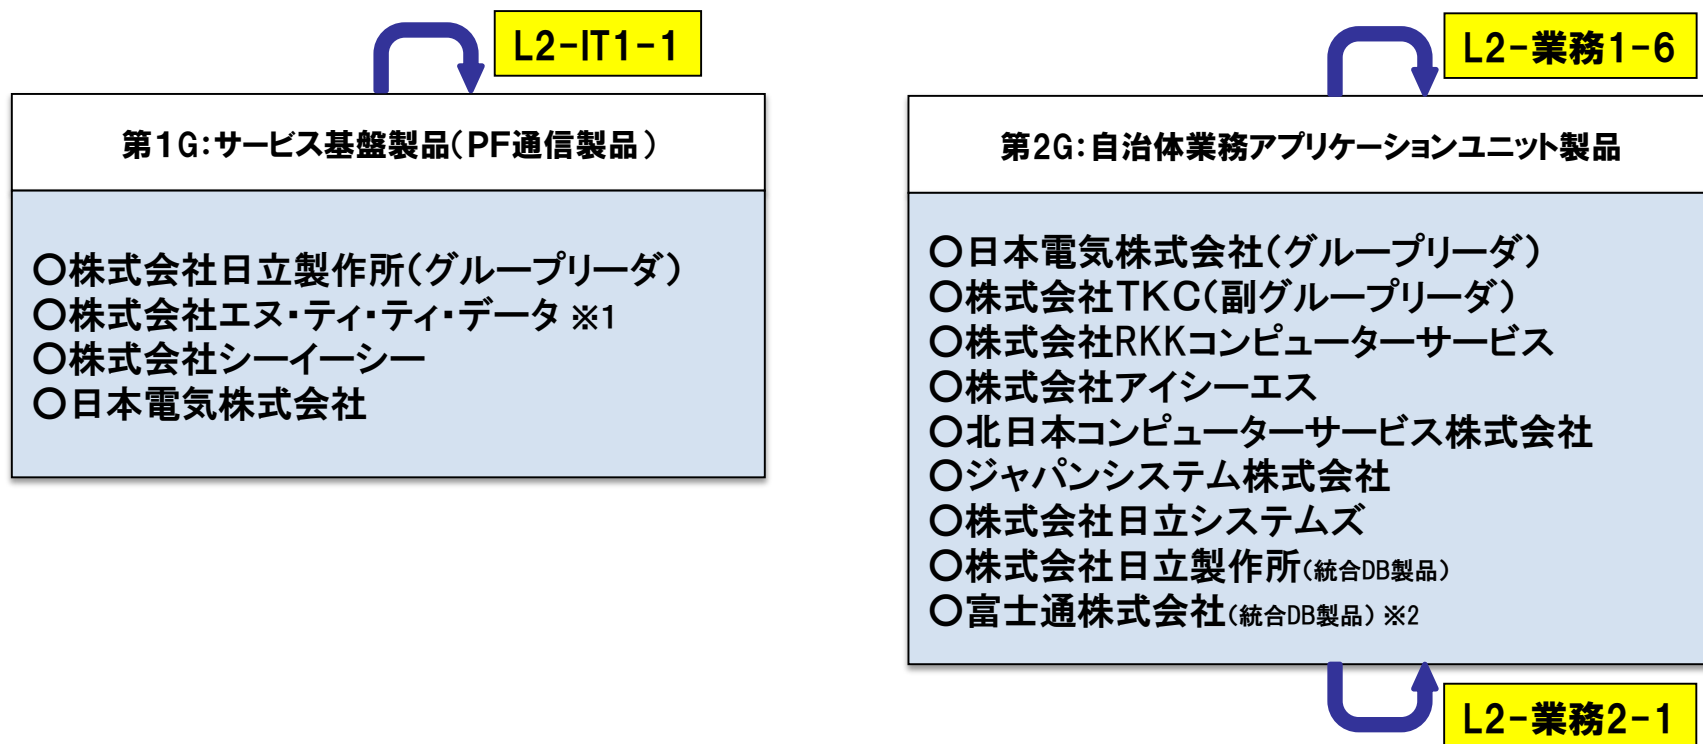 L2-IT1-1
第1G:サービス基盤製品(PF通信製品)
○株式会社日立製作所(グループリーダ)
○株式会社エヌ・ティ・ティ・データ ※1
○株式会社シーイーシー
○日本電気株式会社
L2-業務1-6
第2G:自治体業務アプリケーションユニット製品
○日本電気株式会社(グループリーダ)
○株式会社TKC(副グループリーダ)
○株式会社RKKコンピューターサービス
○株式会社アイシーエス
○北日本コンピューターサービス株式会社
○ジャパンシステム株式会社
○株式会社日立システムズ
○株式会社日立製作所(統合DB製品)
○富士通株式会社(統合DB製品)※2
L2-業務2-1